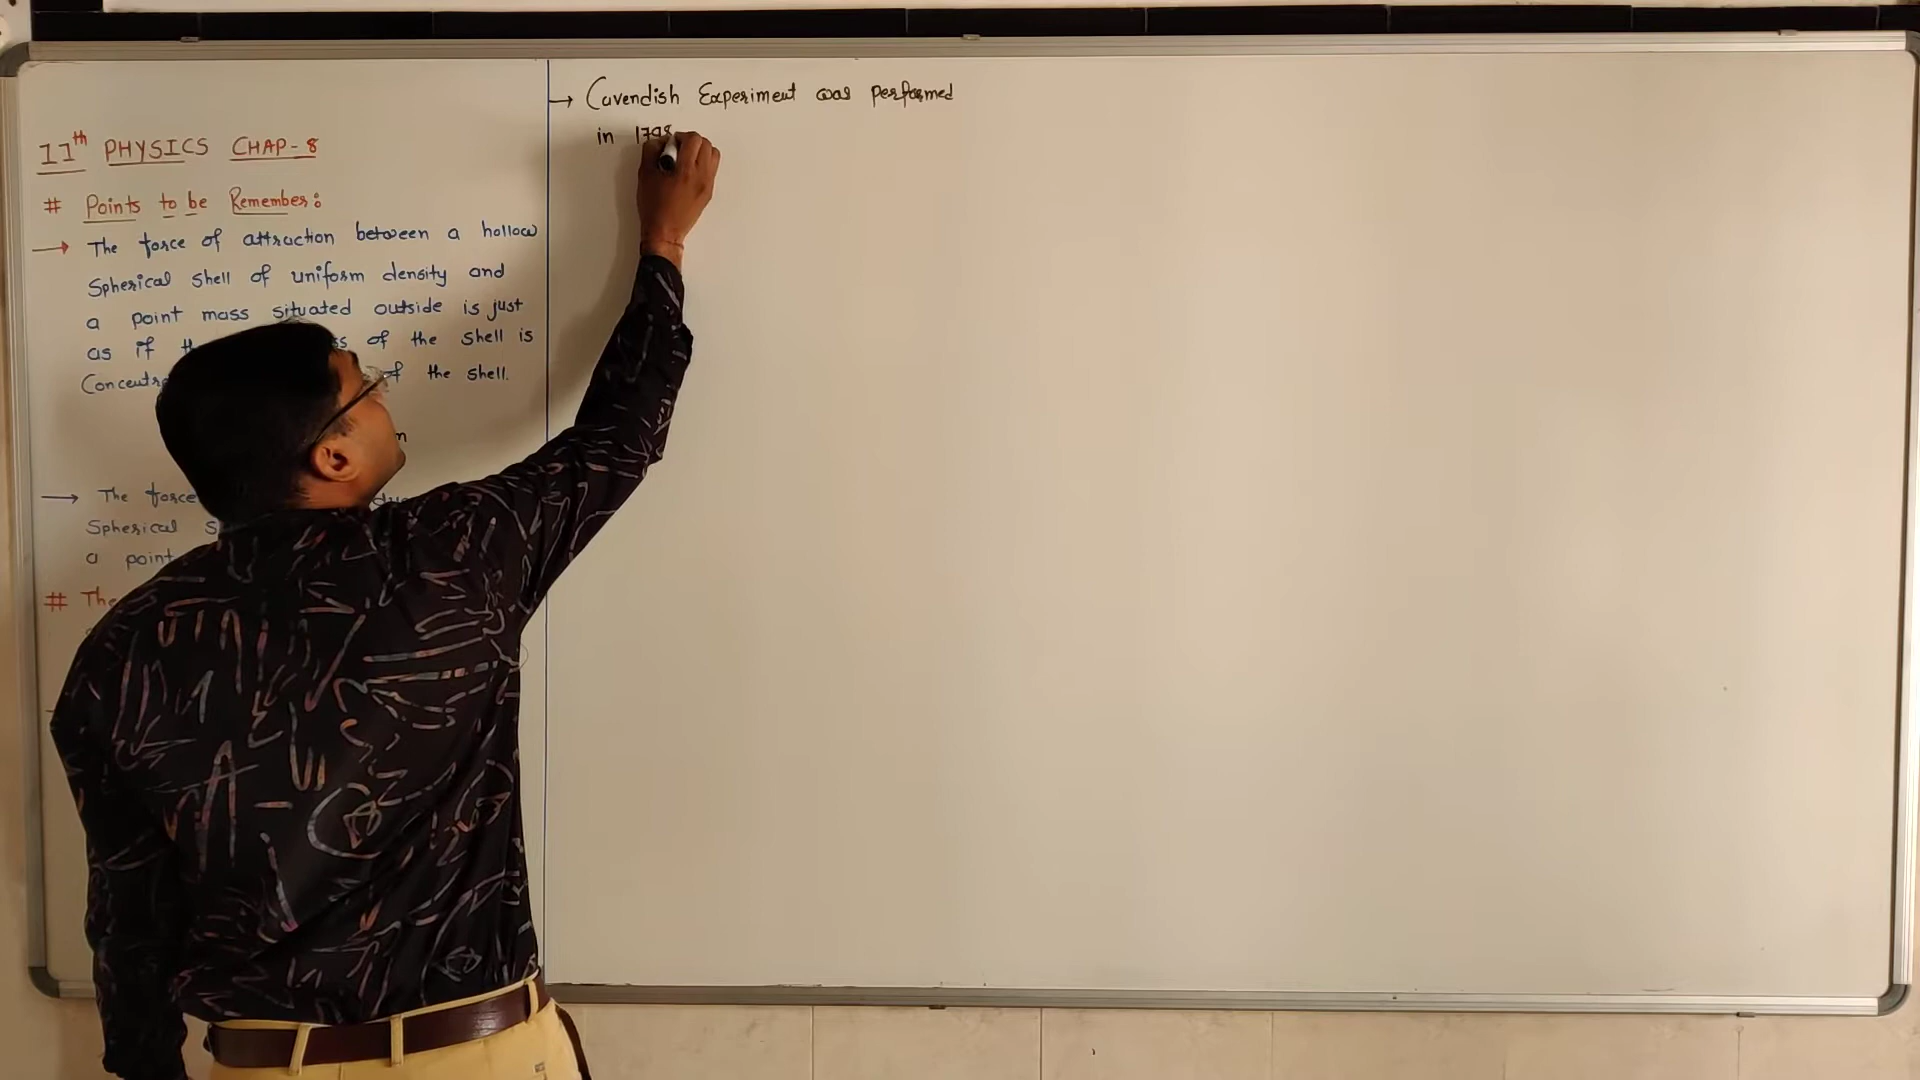 11th PHYSICS CHAP-8
# Points to be Remember:
→ The force of attraction between a hollow
Spherical shell of uniform density and
a point mass situated outside is just
as if of the shell is
of the shell.
→ The force
Spherical
a point
# The
→ Cavendish Experiment was performed
in 1798